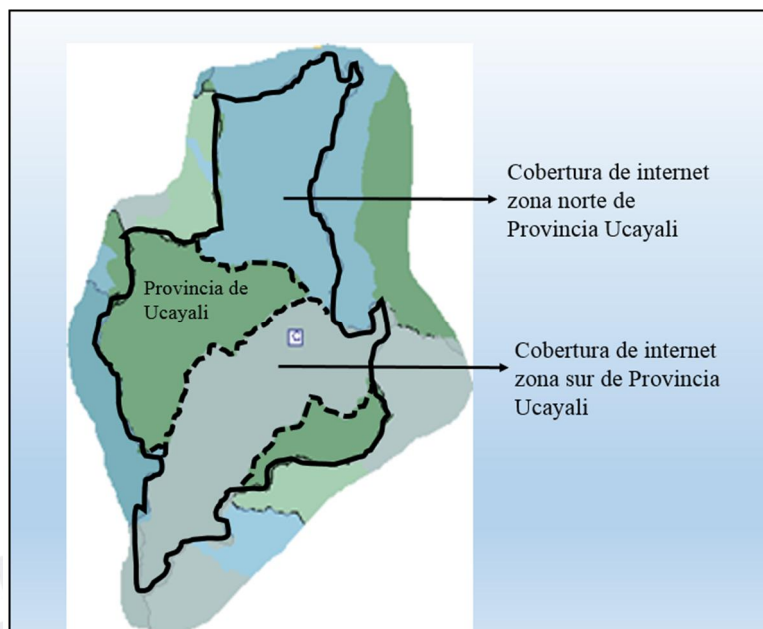 Cobertura de internet
zona norte de
Provincia Ucayali
Provincia de
Ucayali
Cobertura de internet
zona sur de Provincia
Ucayali